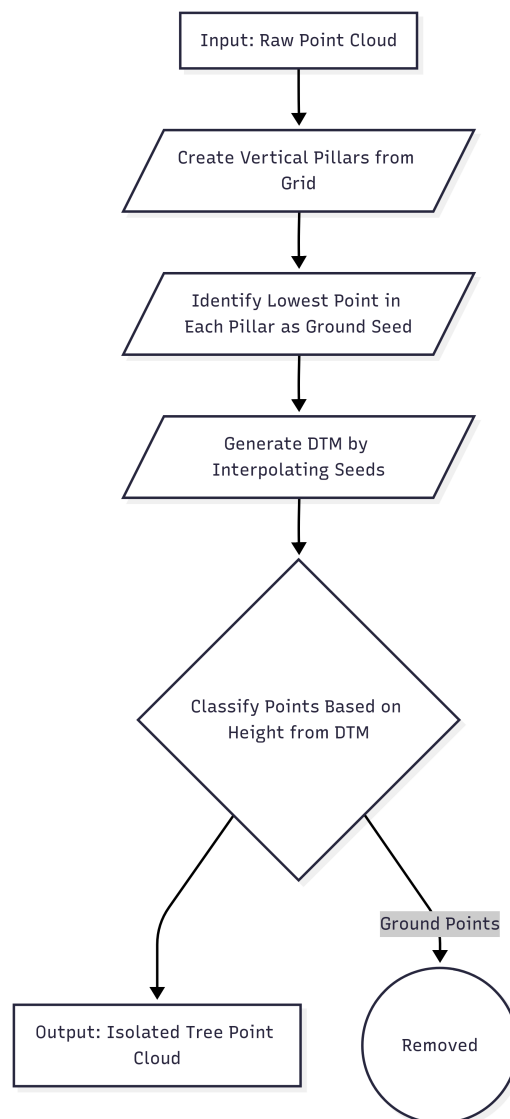 Input: Raw Point Cloud
Create Vertical Pillars from
Grid
Identify Lowest Point in
Each Pillar as Ground Seed
Generate DTM by
Interpolating Seeds
Classify Points Based on
Height from DTM
Ground Points
Output: Isolated Tree Point
Cloud
Removed